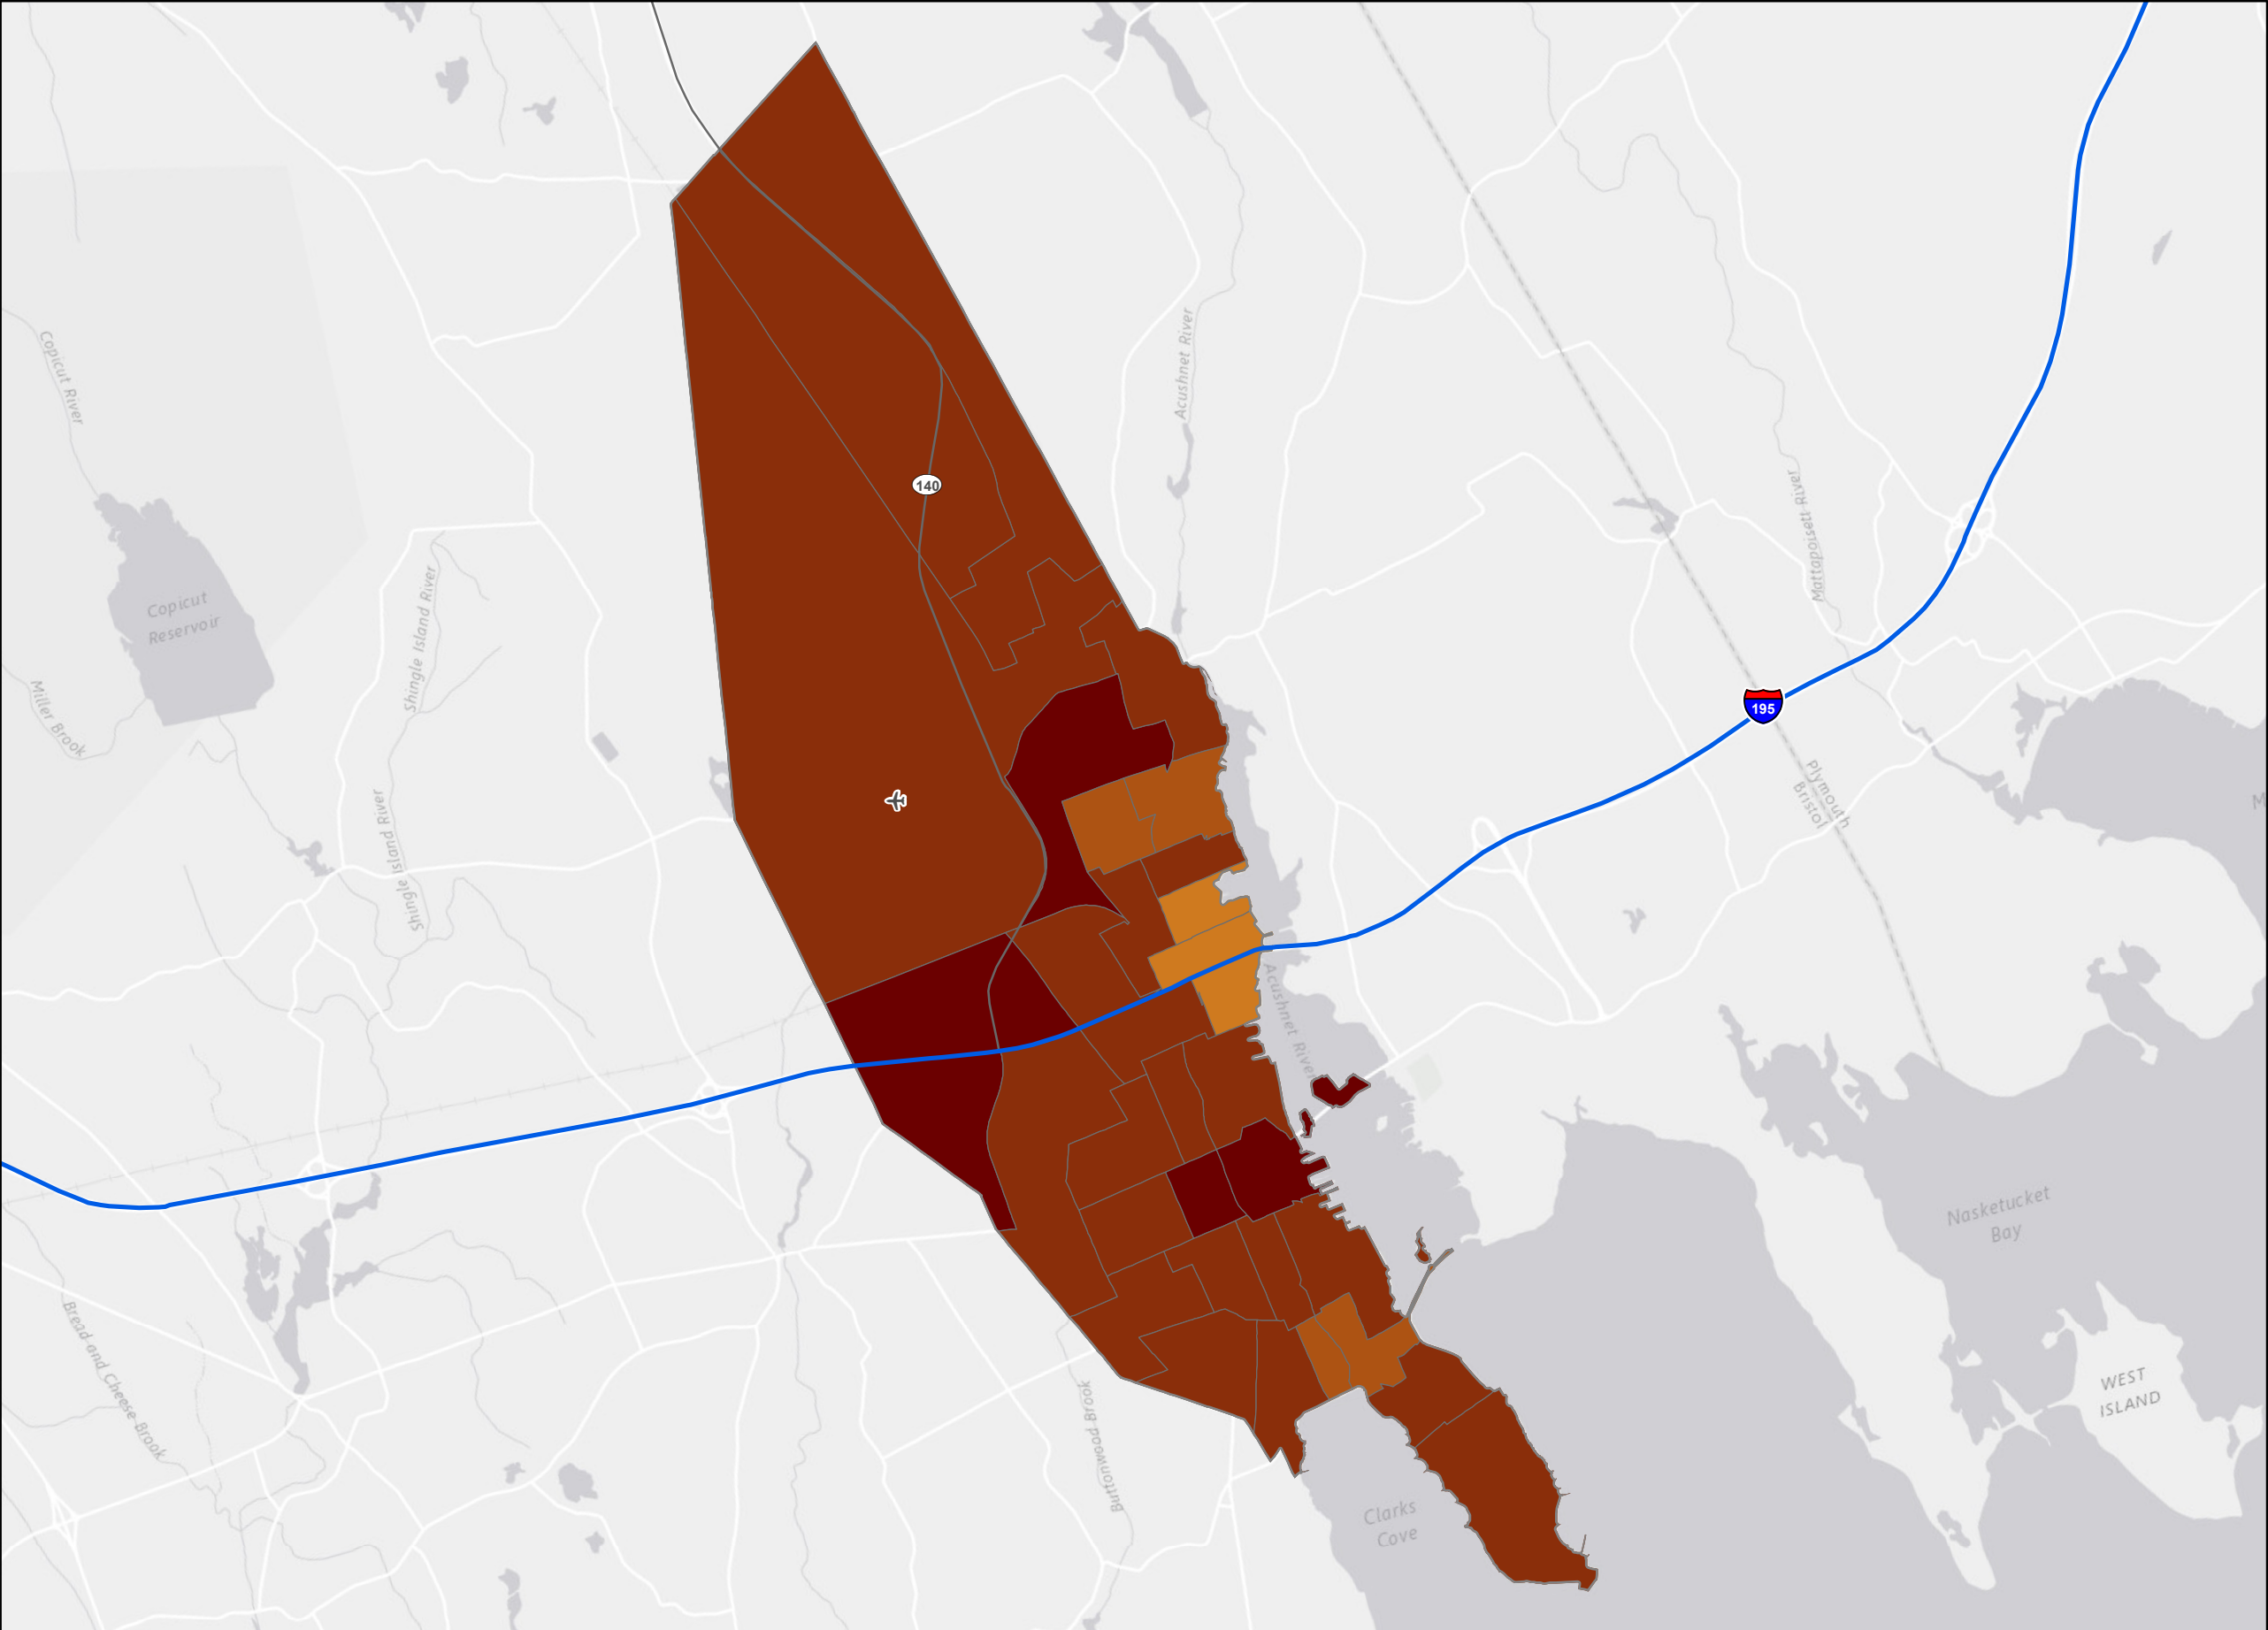 Copicut River
Acushnet River
140
Mattapoisett River
Copicut
Reservoir
Shingle Island River
Miller Brook
195
Plymouth
Bristol
Shingle Island River
Acushnet River
Nasketucket
Bay
Bread and Cheese Brook
WEST
ISLAND
Buttonwood Brook
Clarks
Cove